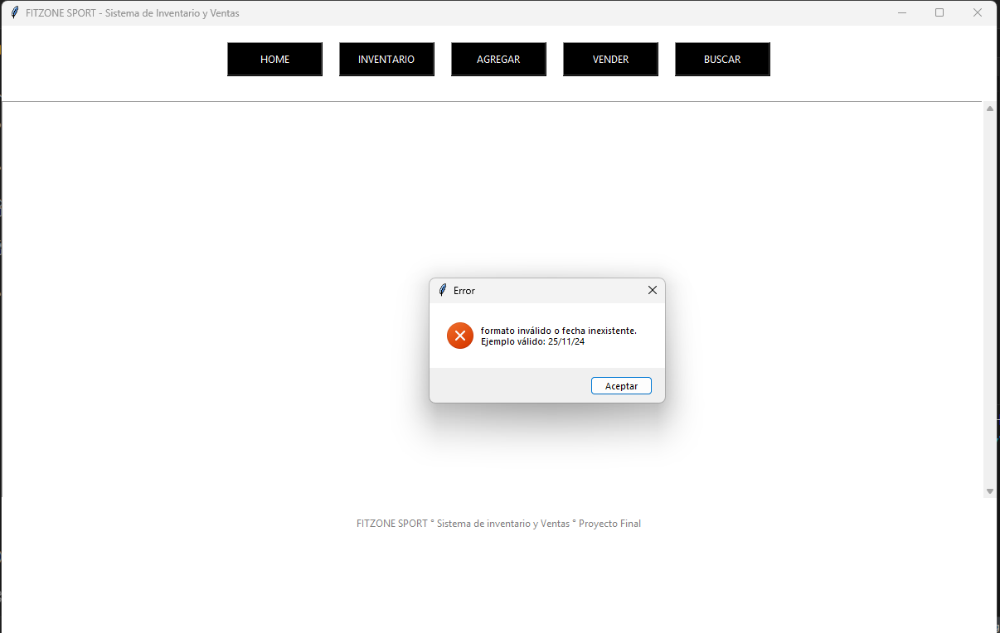 FITZONE SPORT - Sistema de Inventario y Ventas
HOME
INVENTARIO
AGREGAR
VENDER
BUSCAR
Error
formato inválido o fecha inexistente.
Ejemplo válido: 25/11/24
Aceptar
FITZONE SPORT ° Sistema de inventario y Ventas ° Proyecto Final